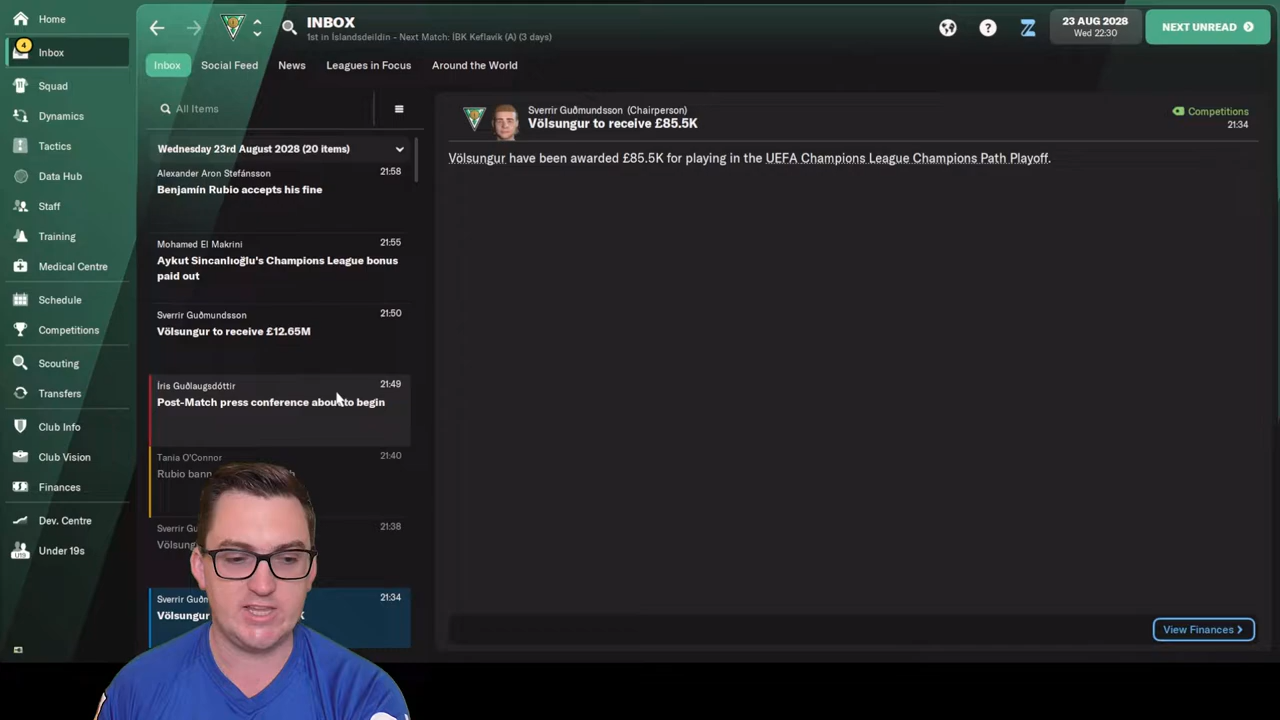 Home
Inbox
4
Squad
Dynamics
Tactics
Data Hub
Staff
Training
Medical Centre
Schedule
Competitions
Scouting
Transfers
Club Info
Club Vision
Finances
Dev. Centre
Under 19s
INBOX
1st in Íslandsdeildin - Next Match: ÍBK Keflavík (A) (3 days)
23 AUG 2028
Wed 22:30
NEXT UNREAD
Inbox
Social Feed
News
Leagues in Focus
Around the World
All Items
Wednesday 23rd August 2028 (20 items)
Alexander Aron Stefánsson
21:58
Benjamín Rubio accepts his fine
Mohamed El Makrini
21:55
Aykut Sincanlıoğlu's Champions League bonus
paid out
Sverrir Guðmundsson
21:50
Völsungur to receive £12.65M
Íris Guðlaugsdóttir
21:49
Post-Match press conference about to begin
Tania O'Connor
21:40
Rubio
Sverrir
21:38
Sverrir
21:34
Völsungur
Sverrir Guðmundsson (Chairperson)
Völsungur to receive £85.5K
Competitions
21:34
Völsungur have been awarded £85.5K for playing in the UEFA Champions League Champions Path Playoff.
View Finances